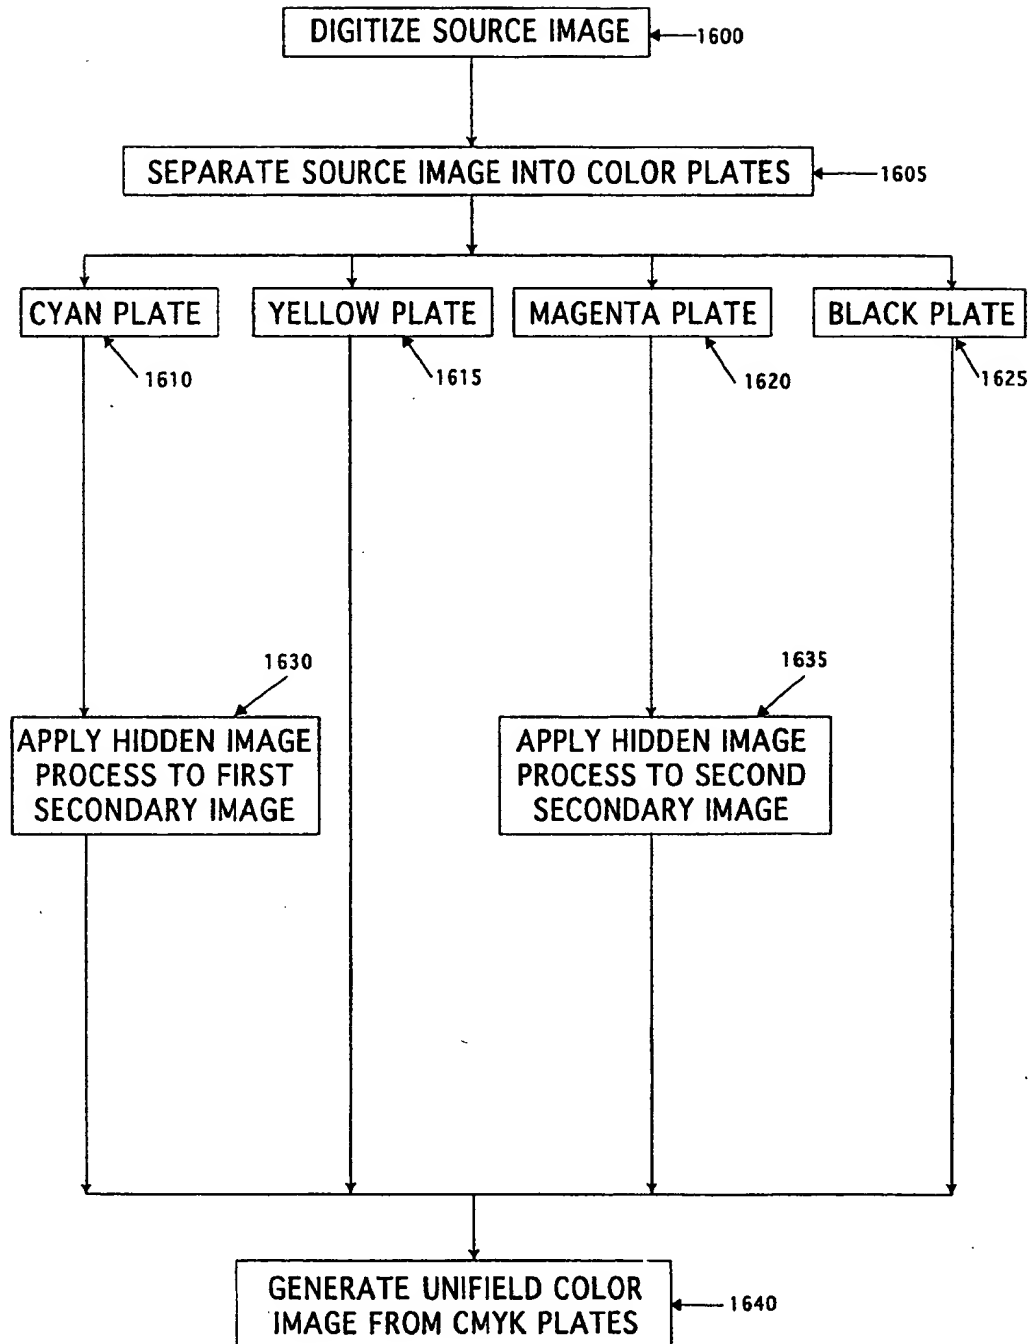 DIGITIZE SOURCE IMAGE
1600
SEPARATE SOURCE IMAGE INTO COLOR PLATES
1605
CYAN PLATE
YELLOW PLATE
MAGENTA PLATE
BLACK PLATE
1610
1615
1620
1625
1630
1635
APPLY HIDDEN IMAGE
PROCESS TO FIRST
SECONDARY IMAGE
APPLY HIDDEN IMAGE
PROCESS TO SECOND
SECONDARY IMAGE
GENERATE UNIFIELD COLOR
IMAGE FROM CMYK PLATES
1640